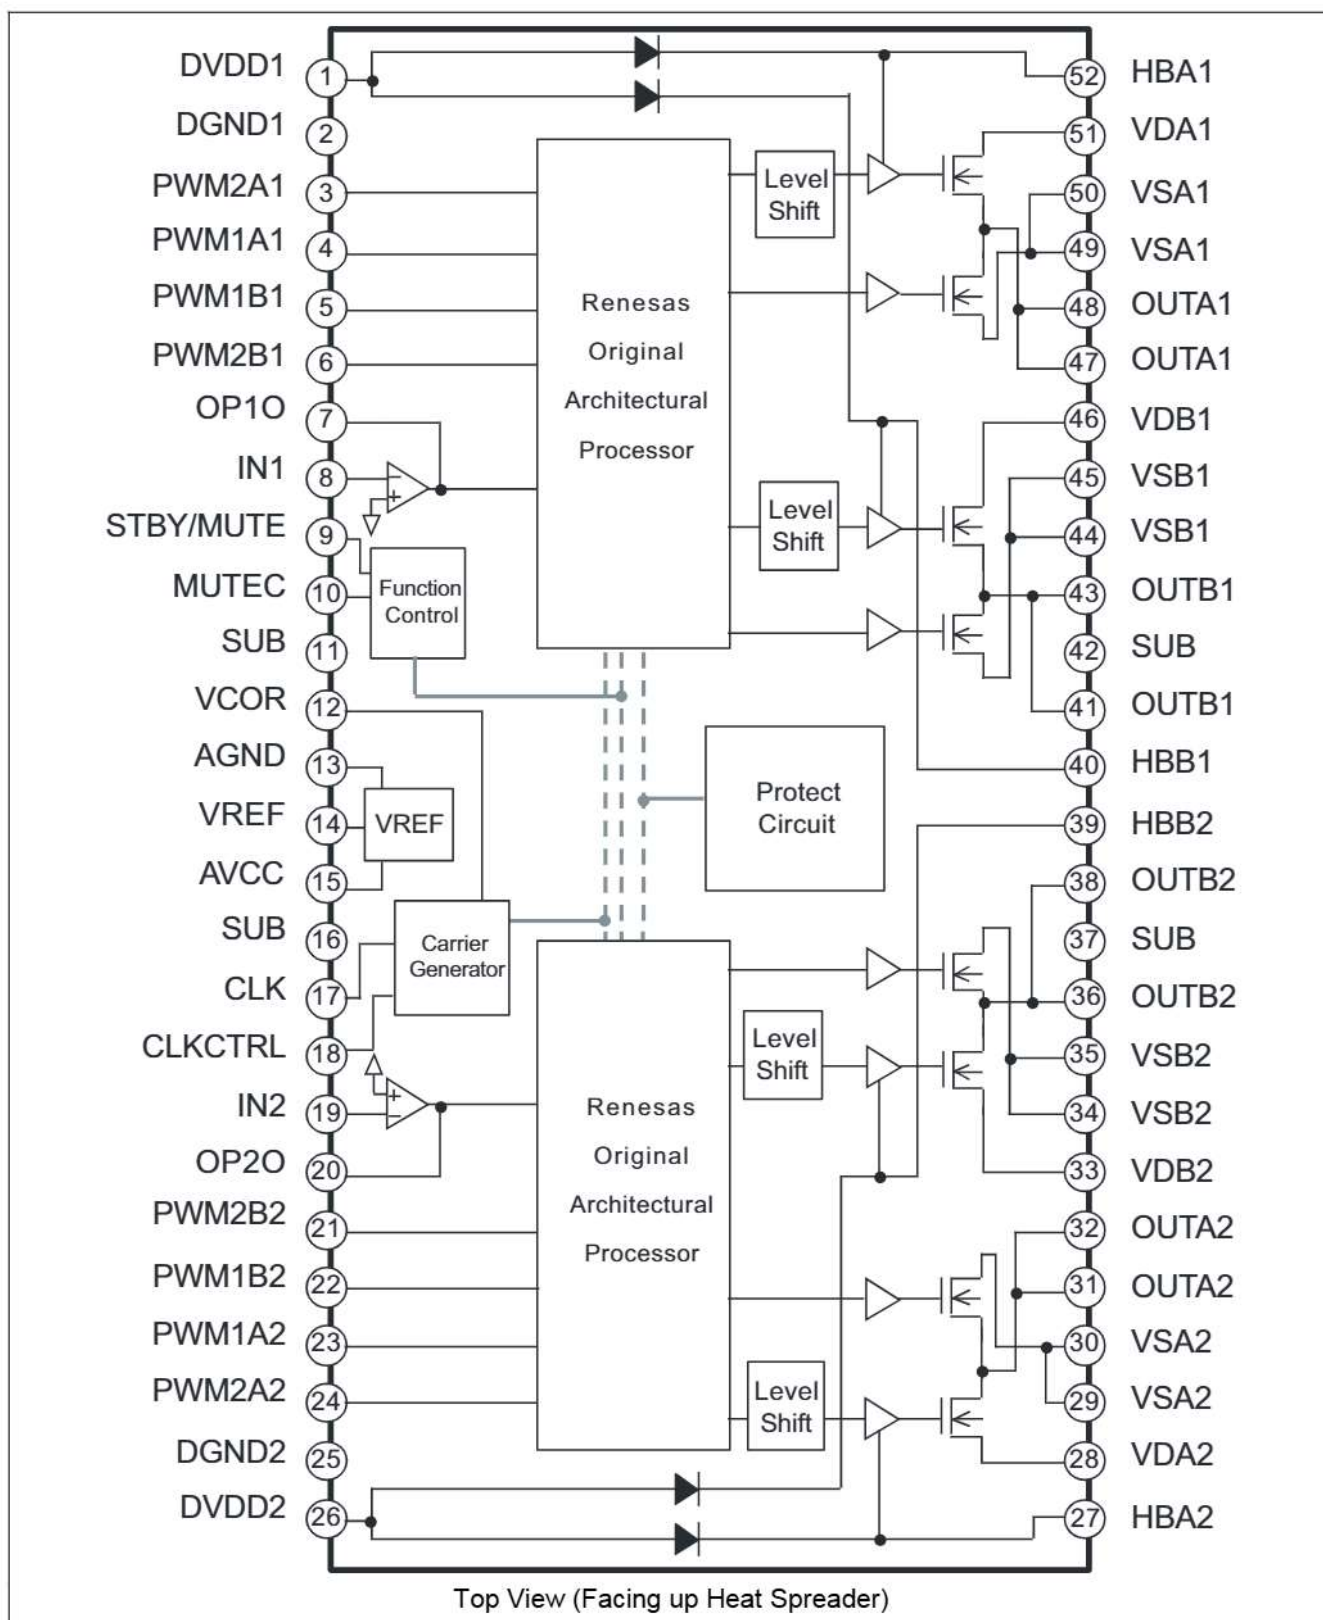 DVDD1
1
DGND1
2
PWM2A1
3
PWM1A1
4
PWM1B1
5
PWM2B1
6
OP1O
7
IN1
8
STBY/MUTE
9
MUTEC
10
SUB
11
VCOR
12
AGND
13
VREF
14
AVCC
15
SUB
16
CLK
17
CLKCTRL
18
IN2
19
OP2O
20
PWM2B2
21
PWM1B2
22
PWM1A2
23
PWM2A2
24
DGND2
25
DVDD2
26
Renesas
Original
Architectural
Processor
−
+
Function
Control
VREF
Carrier
Generator
Protect
Circuit
+
−
Renesas
Original
Architectural
Processor
Level
Shift
Level
Shift
Level
Shift
Level
Shift
52
HBA1
51
VDA1
50
VSA1
49
VSA1
48
OUTA1
47
OUTA1
46
VDB1
45
VSB1
44
VSB1
43
OUTB1
42
SUB
41
OUTB1
40
HBB1
39
HBB2
38
OUTB2
37
SUB
36
OUTB2
35
VSB2
34
VSB2
33
VDB2
32
OUTA2
31
OUTA2
30
VSA2
29
VSA2
28
VDA2
27
HBA2
Top View (Facing up Heat Spreader)